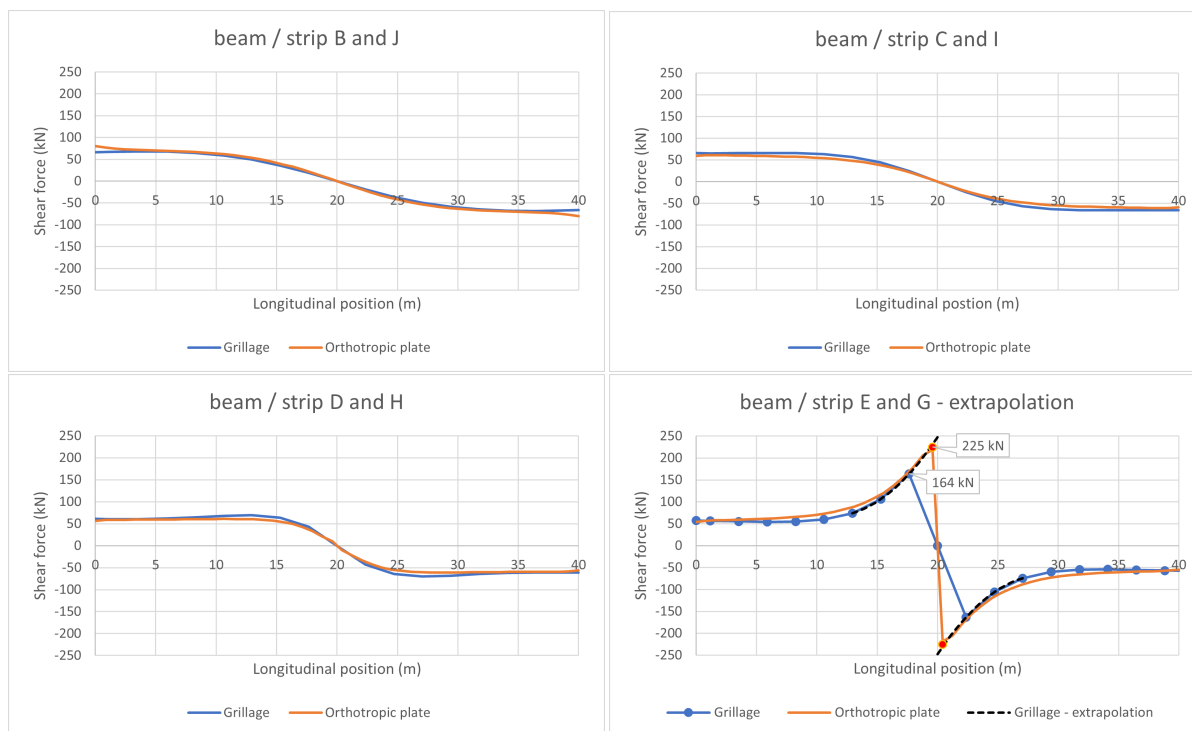 beam / strip B and J
250
200
150
100
50
0
-50
-100
-150
-200
-250
0 5 10 15 20 25 30 35 40
Shear force (kN)
Longitudinal position (m)
Grillage Orthotropic plate
beam / strip C and I
250
200
150
100
50
0
-50
-100
-150
-200
-250
0 5 10 15 20 25 30 35 40
Shear force (kN)
Longitudinal postion (m)
Grillage Orthotropic plate
beam / strip D and H
250
200
150
100
50
0
-50
-100
-150
-200
-250
0 5 10 15 20 25 30 35 40
Shear force (kN)
Longitudinal position (m)
Grillage Orthotropic plate
beam / strip E and G - extrapolation
250
200
150
100
50
0
-50
-100
-150
-200
-250
0 5 10 15 20 25 30 35 40
225 kN
164 kN
Shear force (kN)
Longitudinal position (m)
Grillage Orthotropic plate Grillage - extrapolation